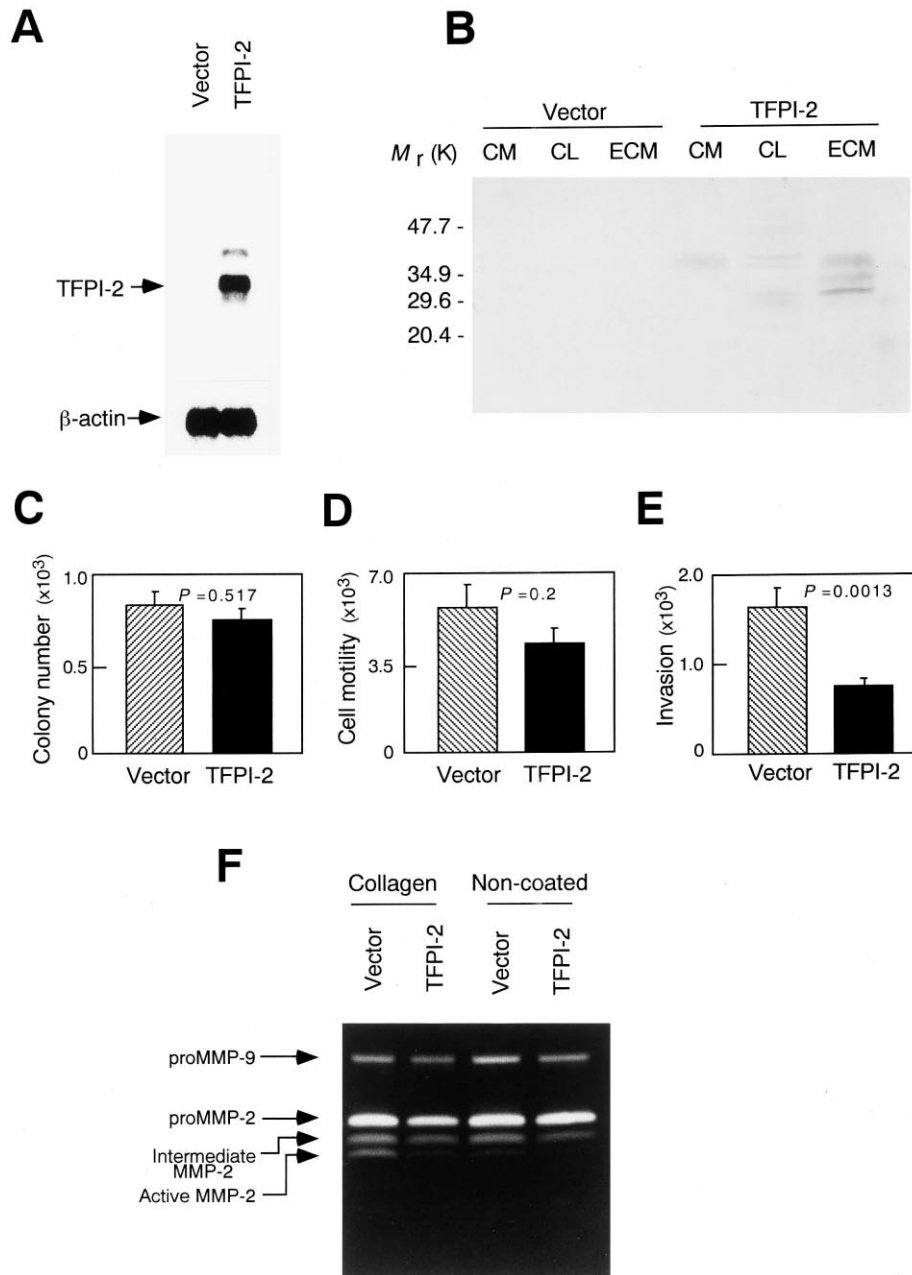 A
Vector
TFPI-2
TFPI-2
β-actin
B
Vector
TFPI-2
M r (K)
CM
CL
ECM
CM
CL
ECM
47.7 -
34.9 -
29.6 -
20.4 -
C
Colony number (x10³)
1.0
0.5
0
P =0.517
Vector
TFPI-2
D
Cell motility (x10³)
7.0
3.5
0
P =0.2
Vector
TFPI-2
E
Invasion (x10³)
2.0
1.0
0
P =0.0013
Vector
TFPI-2
F
Collagen
Non-coated
Vector
TFPI-2
Vector
TFPI-2
proMMP-9
proMMP-2
Intermediate
MMP-2
Active MMP-2